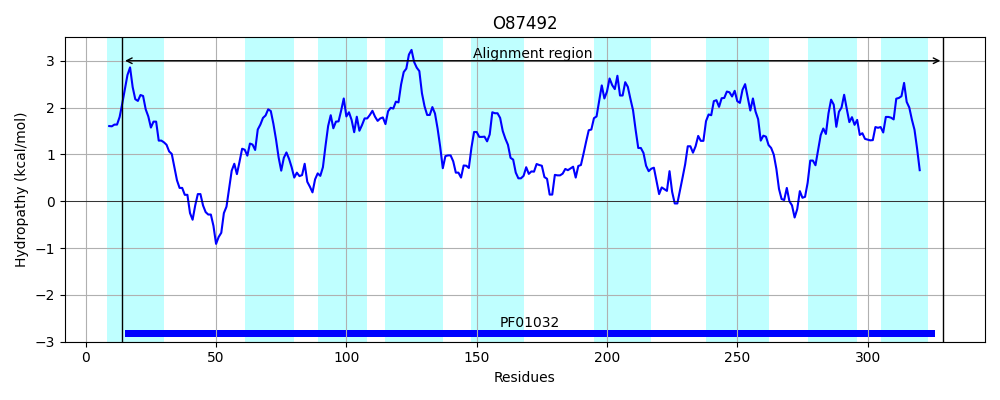 O87492
Hydropathy (kcal/mol)
3
2
1
0
−1
−2
−3
Alignment region
PF01032
0 50 100 150 200 250 300
Residues